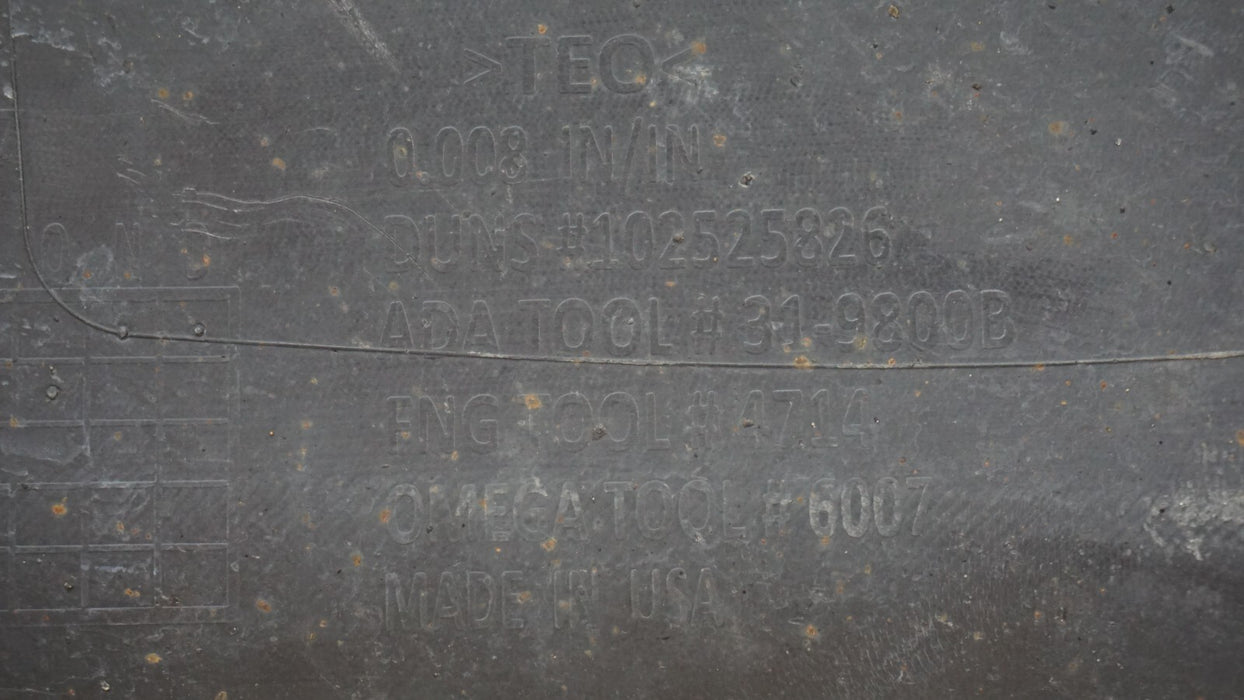 >TEO<
0.008 IN/IN
DUNS #102525826
O N D
ADA TOOL # 31-9800B
ENG TOOL # 4714
OMEGA TOOL # 6007
MADE IN USA